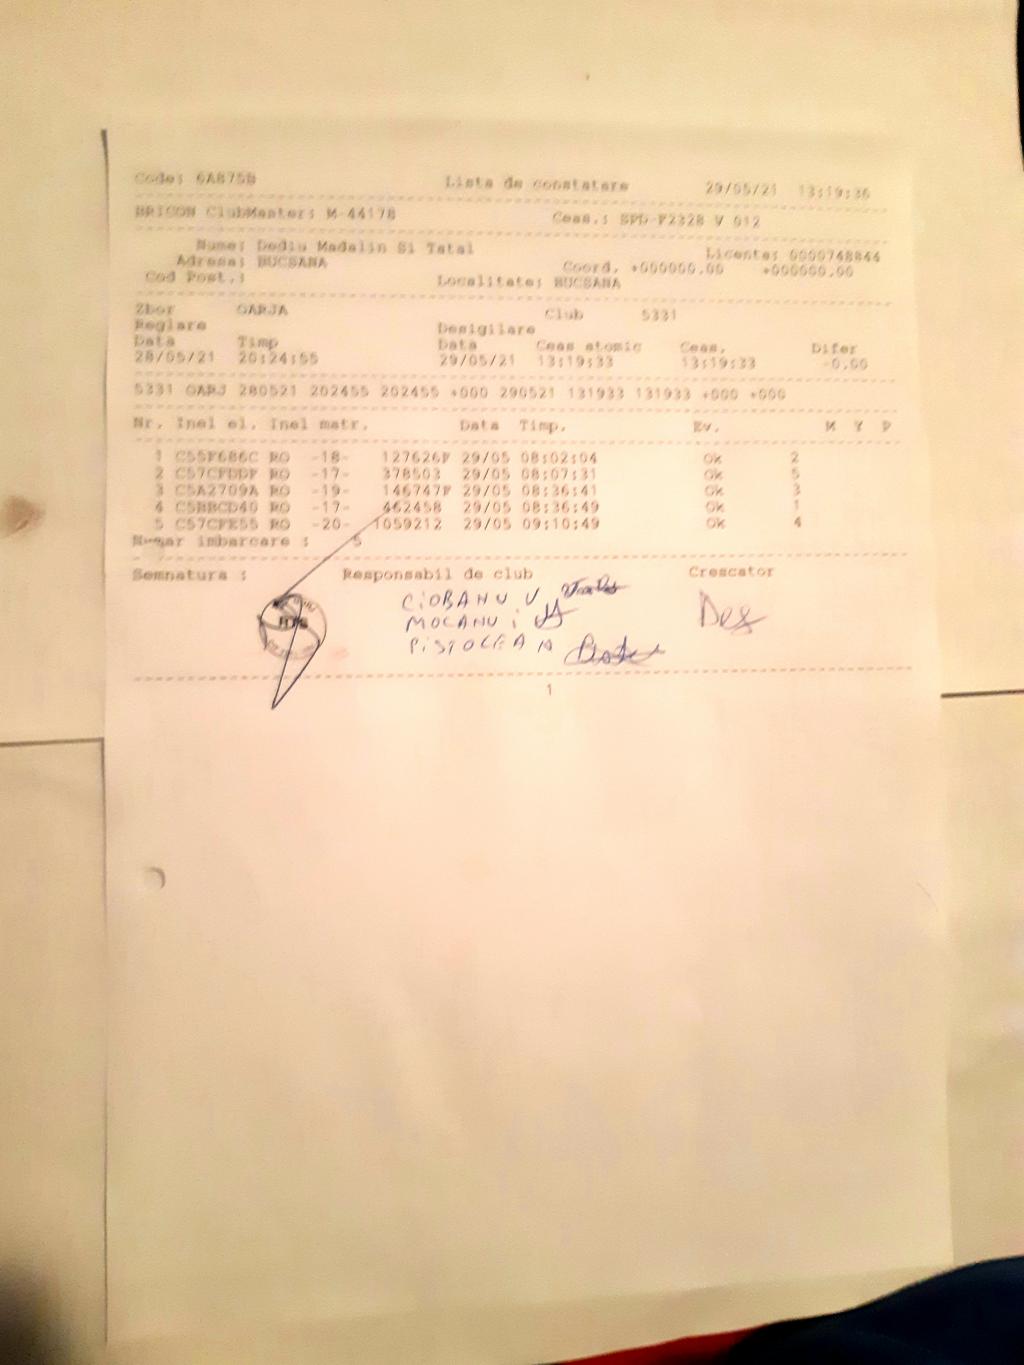 Code: 6A875B Lista de constatare 29/05/21 13:19:36
BRICON ClubMaster: M-44178 Ceas.: SPD-F2328 V 012
Nume: Dediu Madalin Si Tatal Licenta: 0000748844
Adresa: BUCSANA Coord. +000000.00 +000000.00
Cod Post.: Localitate: BUCSANA
Zbor OARJA Club 5331
Reglare Desigilare
Data Timp Data Ceas atomic Ceas. Difer
28/05/21 20:24:55 29/05/21 13:19:33 13:19:33 -0.00
5331 OARJ 280521 202455 202455 +000 290521 131933 131933 +000 +000
Nr. Inel el. Inel matr. Data Timp. Ev. M Y P
1 C55F686C RO -18- 127626F 29/05 08:02:04 Ok 2
2 C57CFDDF RO -17- 378503 29/05 08:07:31 Ok 5
3 C5A2709A RO -19- 146747F 29/05 08:36:41 Ok 3
4 C5BBCD40 RO -17- 462458 29/05 08:36:49 Ok 1
5 C57CFE55 RO -20- 1059212 29/05 09:10:49 Ok 4
Numar imbarcare : 5
Semnatura : Responsabil de club Crescator
CIOBANU V
MOCANU i
PISTOLEA N
1